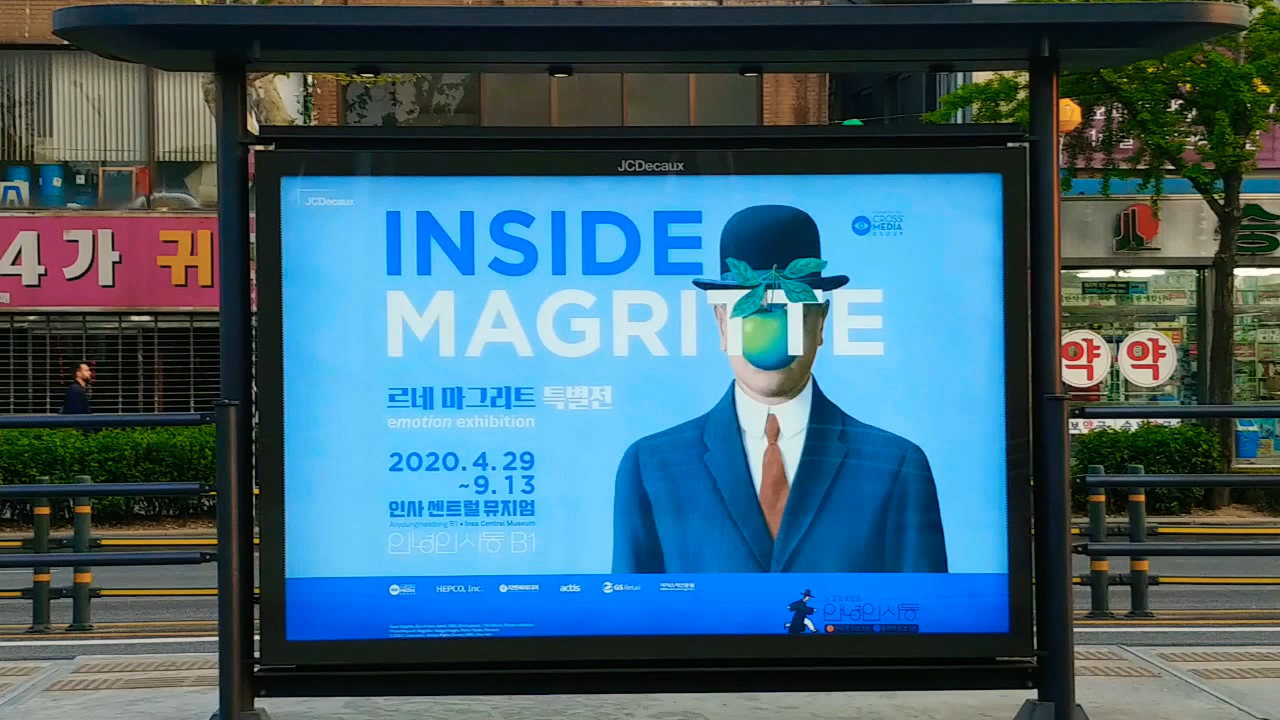 JCDecaux
JCDecaux
INSIDE
MAGRITTE
CROSS
MEDIA
GROUP
르네 마그리트 특별전
emotion exhibition
2020.4.29
~9.13
인사 센트럴 뮤지엄
Anyounginsadong B1 • Insa Central Museum
안녕인사동 B1
HEPCO, Inc.
actis
GS Retail
안녕인사동
4가 귀
약 약